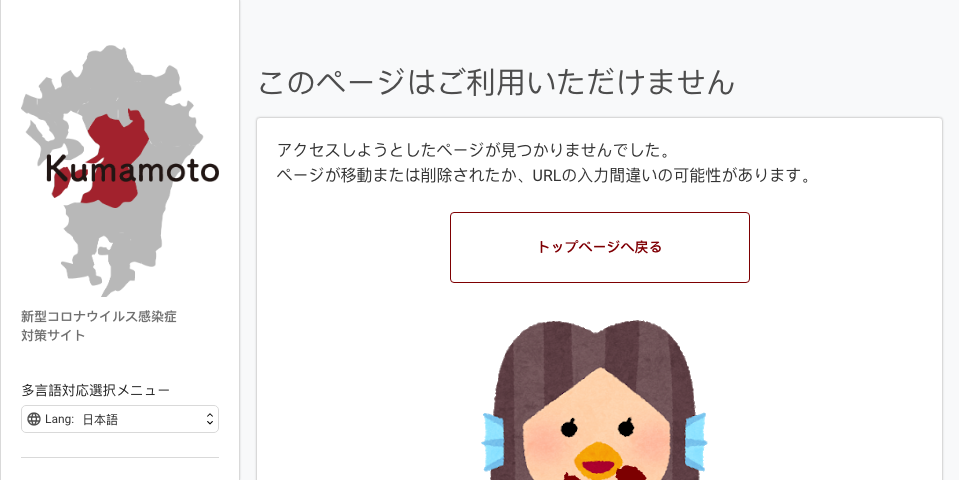 Kumamoto
新型コロナウイルス感染症
対策サイト
多言語対応選択メニュー
Lang: 日本語
このページはご利用いただけません
アクセスしようとしたページが見つかりませんでした。
ページが移動または削除されたか、URLの入力間違いの可能性があります。
トップページへ戻る